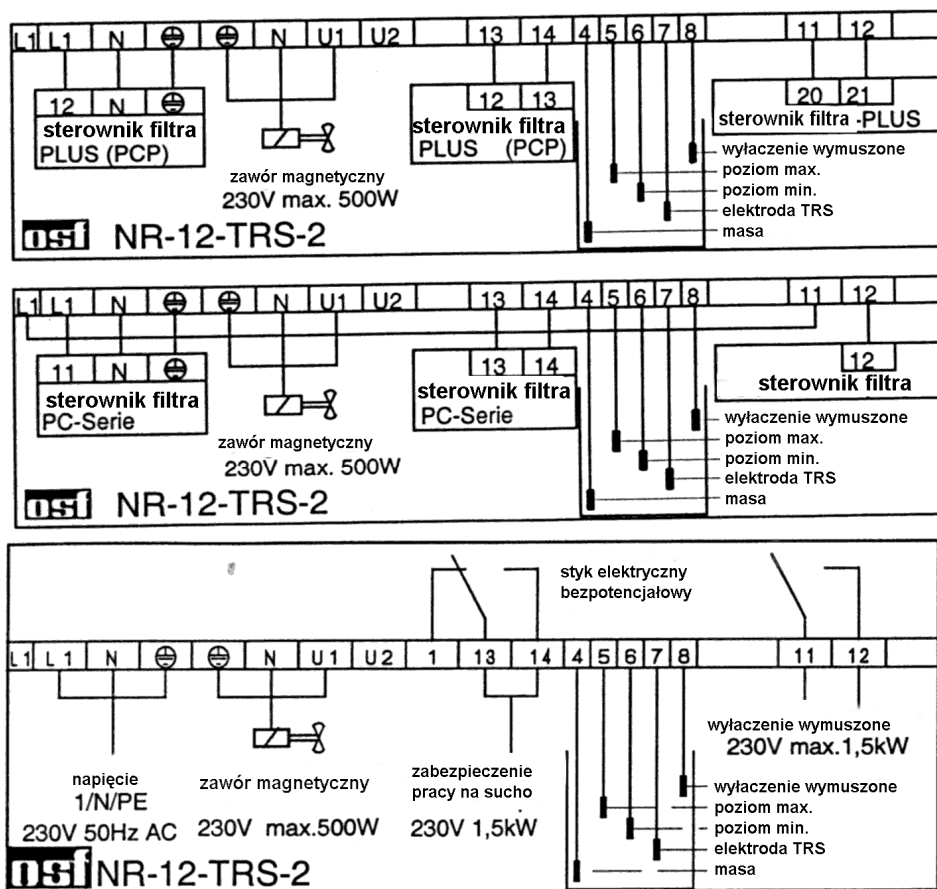 L1 L1 N N U1 U2 13 14 4 5 6 7 8 11 12
12 N 12 13 20 21
sterownik filtra
PLUS (PCP)
sterownik filtra
PLUS (PCP)
sterownik filtra -PLUS
zawór magnetyczny
230V max. 500W
wyłaczenie wymuszone
poziom max.
poziom min.
elektroda TRS
masa
osf NR-12-TRS-2
L1 L1 N N U1 U2 13 14 4 5 6 7 8 11 12
11 N 13 14 12
sterownik filtra
PC-Serie
sterownik filtra
PC-Serie
sterownik filtra
zawór magnetyczny
230V max. 500W
wyłaczenie wymuszone
poziom max.
poziom min.
elektroda TRS
masa
osf NR-12-TRS-2
styk elektryczny
bezpotencjałowy
L1 L1 N N U1 U2 1 13 14 4 5 6 7 8 11 12
napięcie
1/N/PE
230V 50Hz AC
zawór magnetyczny
230V max.500W
zabezpieczenie
pracy na sucho
230V 1,5kW
wyłaczenie wymuszone
230V max.1,5kW
wyłaczenie wymuszone
poziom max.
poziom min.
elektroda TRS
masa
osf NR-12-TRS-2